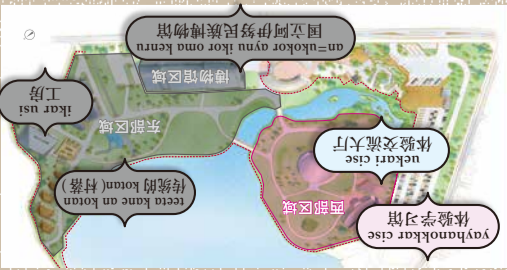 yayhanokkar cise
体验学习馆
西部区域
teeta kane an kotan
传统的 kotan（村落）
uekari cise
体验交流大厅
东部区域
ikar usi
工房
博物馆区域
an=ukokor aynu ikor oma kenru
国立阿伊努民族博物馆